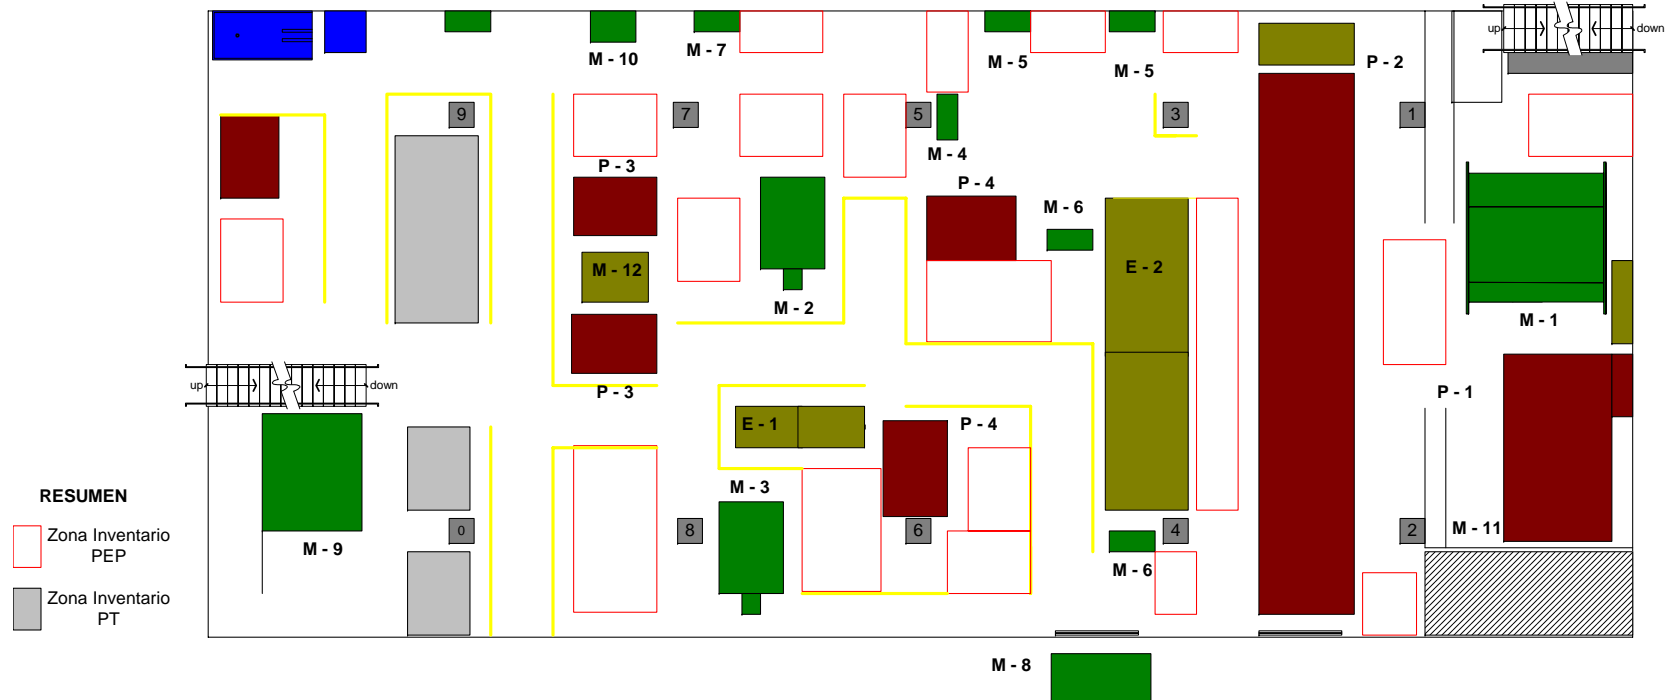 up
down
M - 10
M - 7
M - 5
M - 5
P - 2
9
7
5
3
1
M - 4
P - 3
P - 4
M - 6
M - 12
E - 2
M - 2
M - 1
up
down
P - 3
P - 1
E - 1
P - 4
M - 3
RESUMEN
Zona Inventario
PEP
Zona Inventario
PT
0
8
6
4
2
M - 11
M - 9
M - 6
M - 8